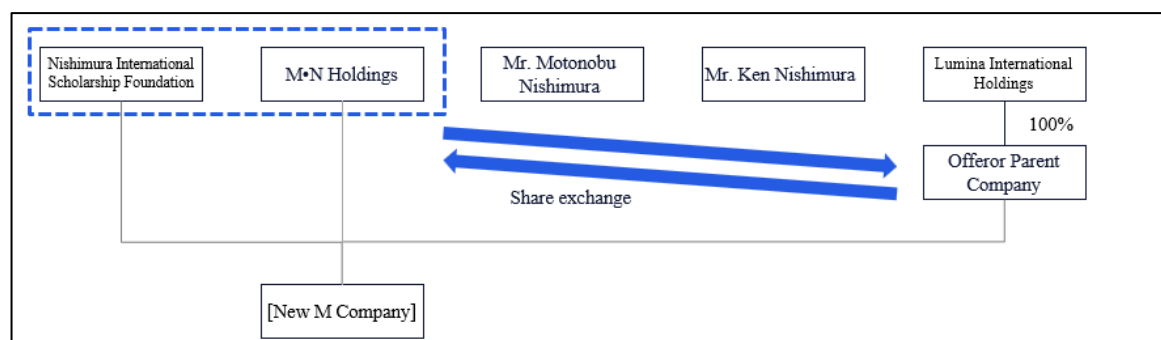 Nishimura International
Scholarship Foundation
M•N Holdings
Mr. Motonobu
Nishimura
Mr. Ken Nishimura
Lumina International
Holdings
100%
Offeror Parent
Company
Share exchange
[New M Company]